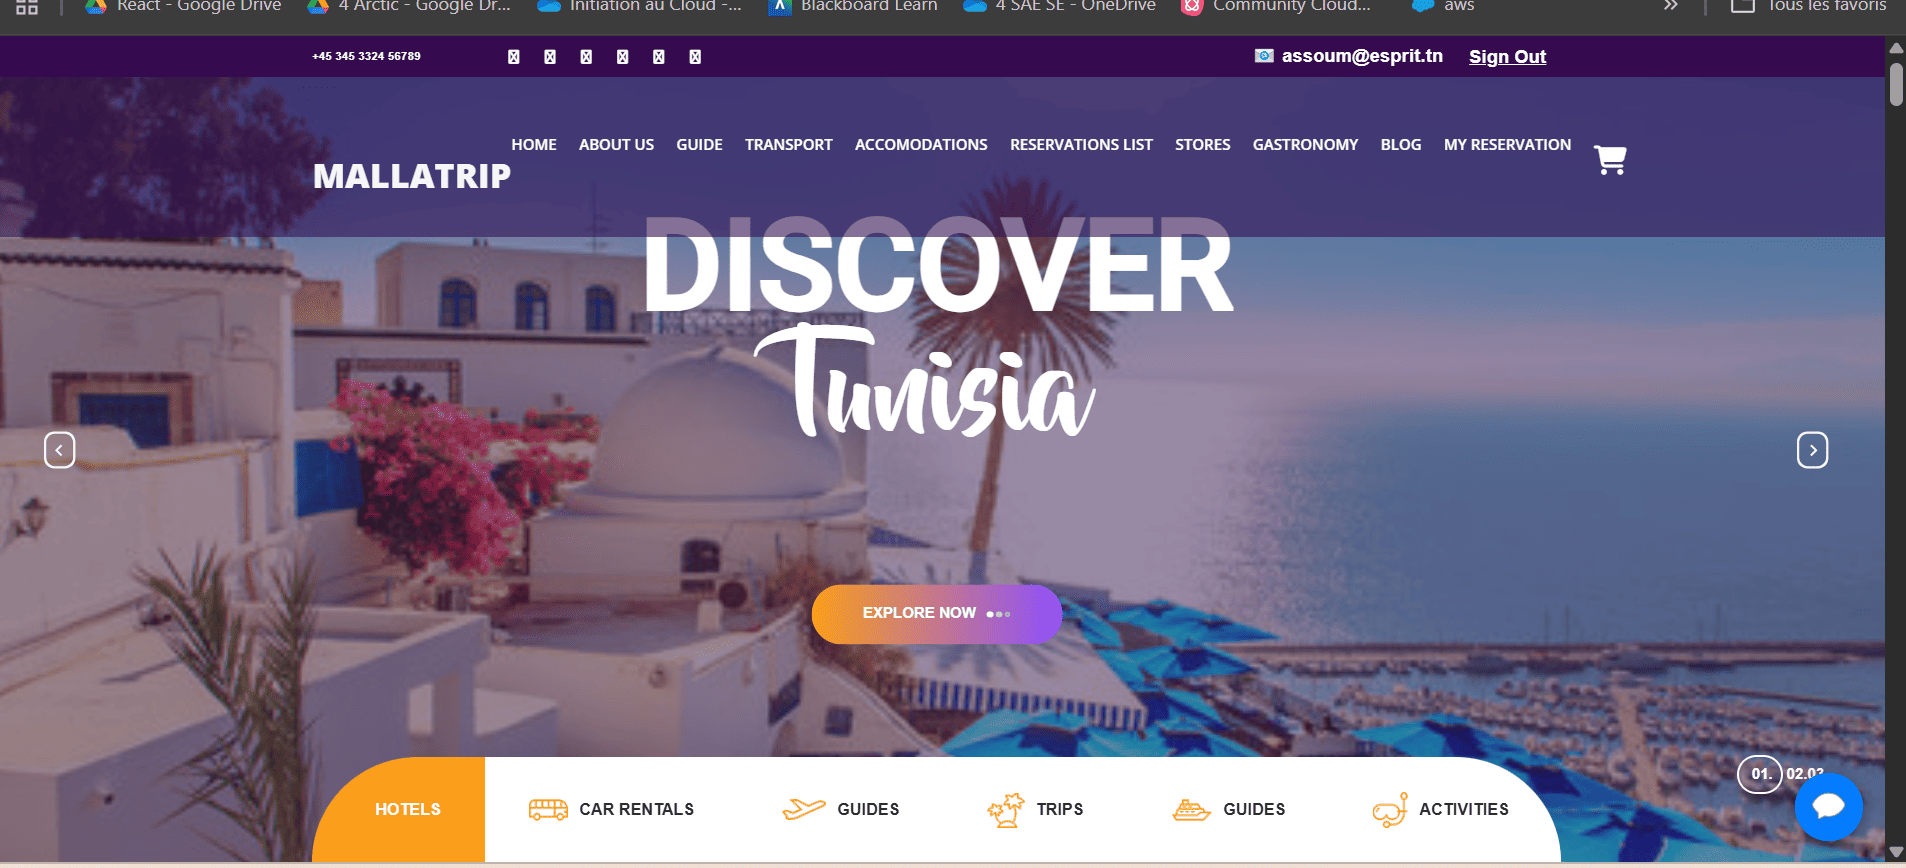 React - Google Drive
4 Arctic - Google Dr...
Initiation au Cloud -...
Blackboard Learn
4 SAE SE - OneDrive
Community Cloud...
aws
Tous les favoris
+45 345 3324 56789
assoum@esprit.tn
Sign Out
MALLATRIP
HOME
ABOUT US
GUIDE
TRANSPORT
ACCOMODATIONS
RESERVATIONS LIST
STORES
GASTRONOMY
BLOG
MY RESERVATION
DISCOVER
Tunisia
EXPLORE NOW
01.
02.
HOTELS
CAR RENTALS
GUIDES
TRIPS
GUIDES
ACTIVITIES